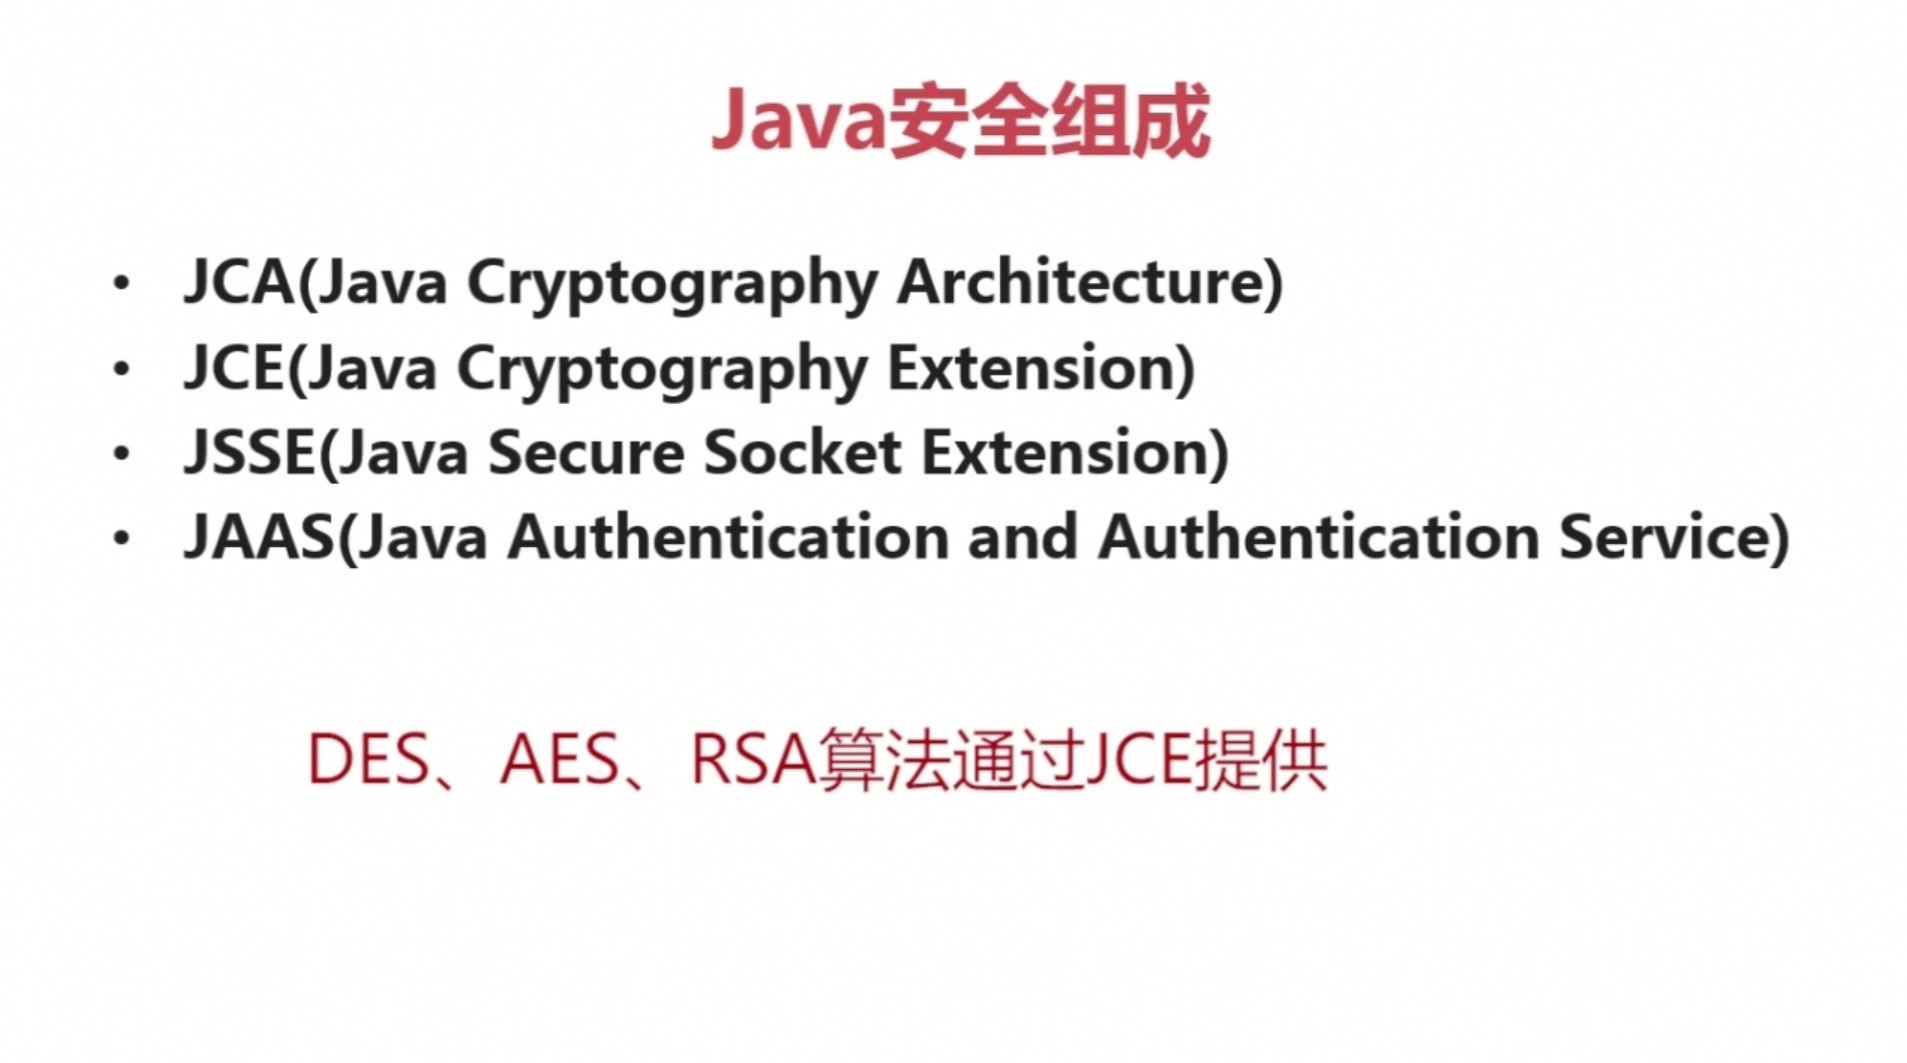 Java安全组成
• JCA(Java Cryptography Architecture)
• JCE(Java Cryptography Extension)
• JSSE(Java Secure Socket Extension)
• JAAS(Java Authentication and Authentication Service)
DES、AES、RSA算法通过JCE提供